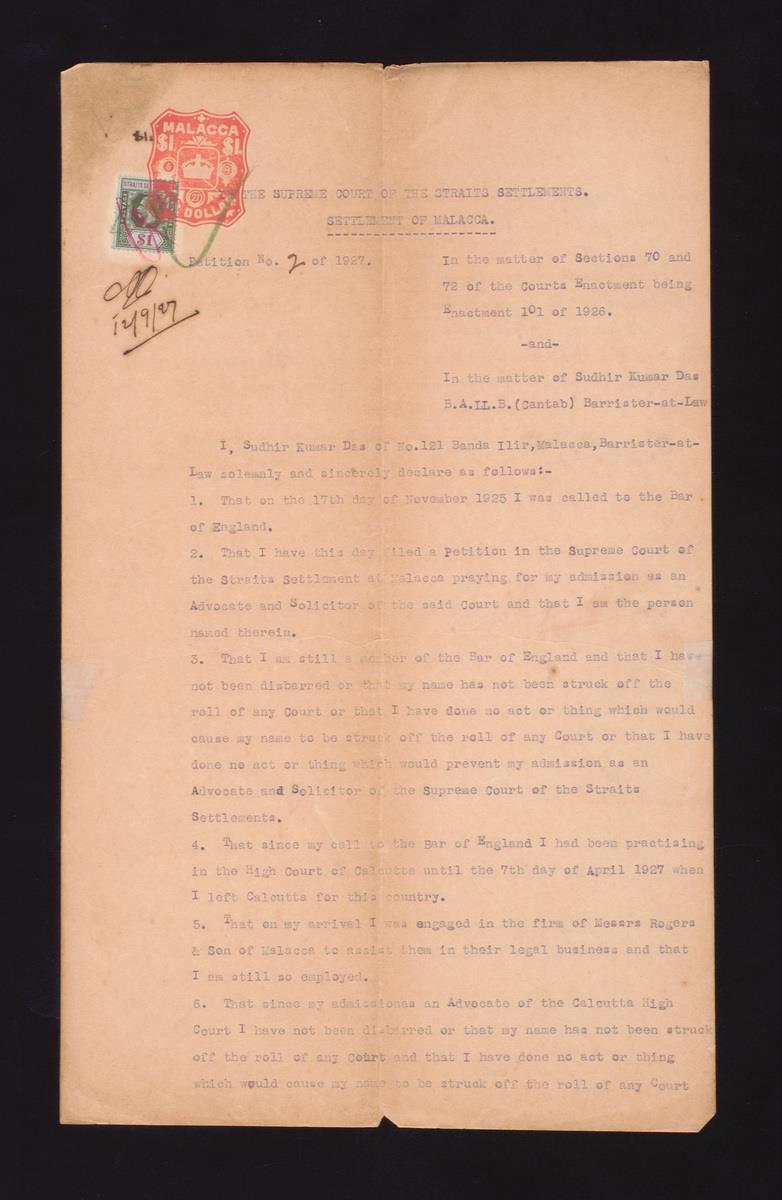 $1.
MALACCA
$1. $1.
6 3
27
DOLLAR
STRAITS SE
$1
THE SUPREME COURT OF THE STRAITS SETTLEMENTS.
SETTLEMENT OF MALACCA.
Petition No. 2 of 1927.
12/9/27
In the matter of Sections 70 and
72 of the Courts Enactment being
Enactment 101 of 1926.
-and-
In the matter of Sudhir Kumar Das
B.A.LL.B.(Cantab) Barrister-at-Law
I, Sudhir Kumar Das of No.121 Banda Ilir,Malacca,Barrister-at-
Law solemnly and sincerely declare as follows:-
1. That on the 17th day of November 1925 I was called to the Bar
of England.
2. That I have this day filed a Petition in the Supreme Court of
the Straits Settlement at Malacca praying for my admission as an
Advocate and Solicitor of the said Court and that I am the person
named therein.
3. That I am still a member of the Bar of England and that I have
not been disbarred or that my name has not been struck off the
roll of any Court or that I have done no act or thing which would
cause my name to be struck off the roll of any Court or that I have
done no act or thing which would prevent my admission as an
Advocate and Solicitor of the Supreme Court of the Straits
Settlements.
4. That since my call to the Bar of England I had been practising
in the High Court of Calcutta until the 7th day of April 1927 when
I left Calcutta for this country.
5. That on my arrival I was engaged in the firm of Messrs Rogers
& Son of Malacca to assist them in their legal business and that
I am still so employed.
6. That since my admissionas an Advocate of the Calcutta High
Court I have not been disbarred or that my name has not been struck
off the roll of any Court and that I have done no act or thing
which would cause my name to be struck off the roll of any Court